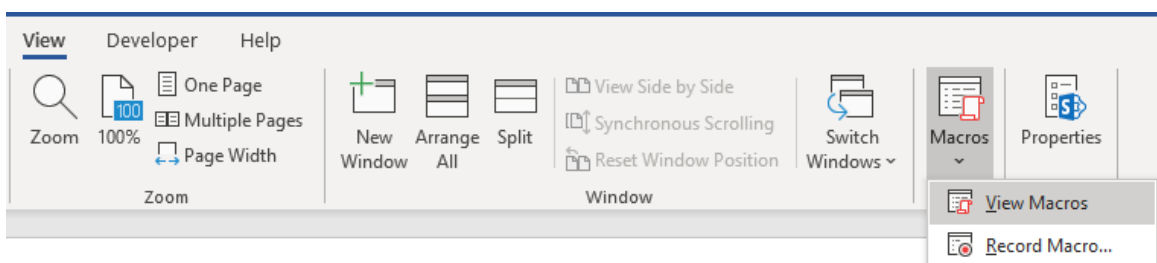 View Developer Help
Zoom
100
100%
One Page
Multiple Pages
Page Width
New
Window
Arrange
All
Split
View Side by Side
Synchronous Scrolling
Reset Window Position
Switch
Windows
Macros
S
Properties
Zoom
Window
View Macros
Record Macro...